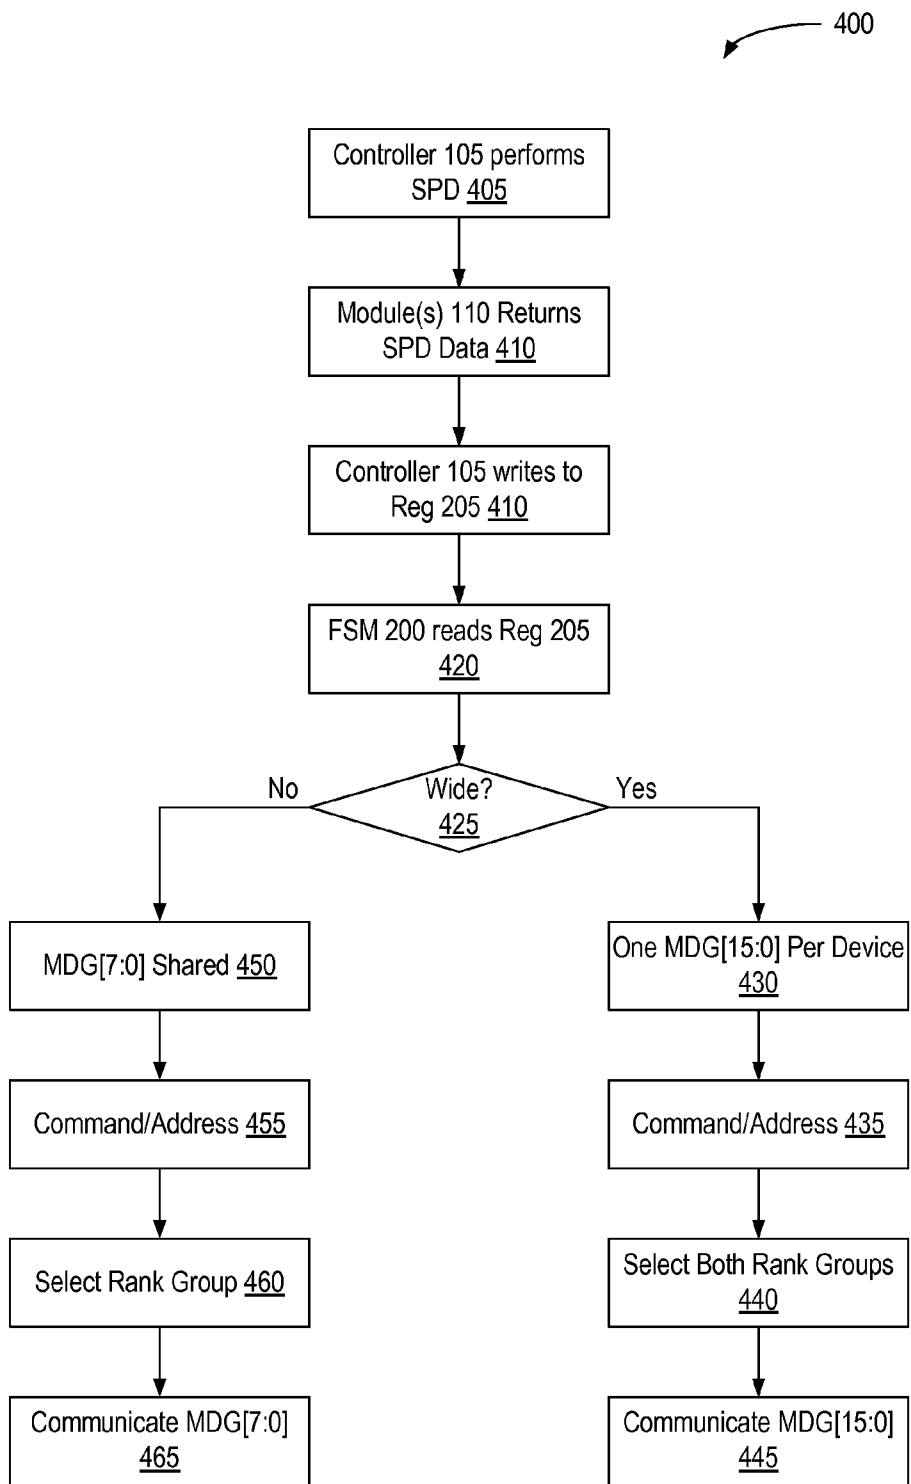 400
Controller 105 performs
SPD 405
Module(s) 110 Returns
SPD Data 410
Controller 105 writes to
Reg 205 410
FSM 200 reads Reg 205
420
No
Wide?
425
Yes
MDG[7:0] Shared 450
One MDG[15:0] Per Device
430
Command/Address 455
Command/Address 435
Select Rank Group 460
Select Both Rank Groups
440
Communicate MDG[7:0]
465
Communicate MDG[15:0]
445